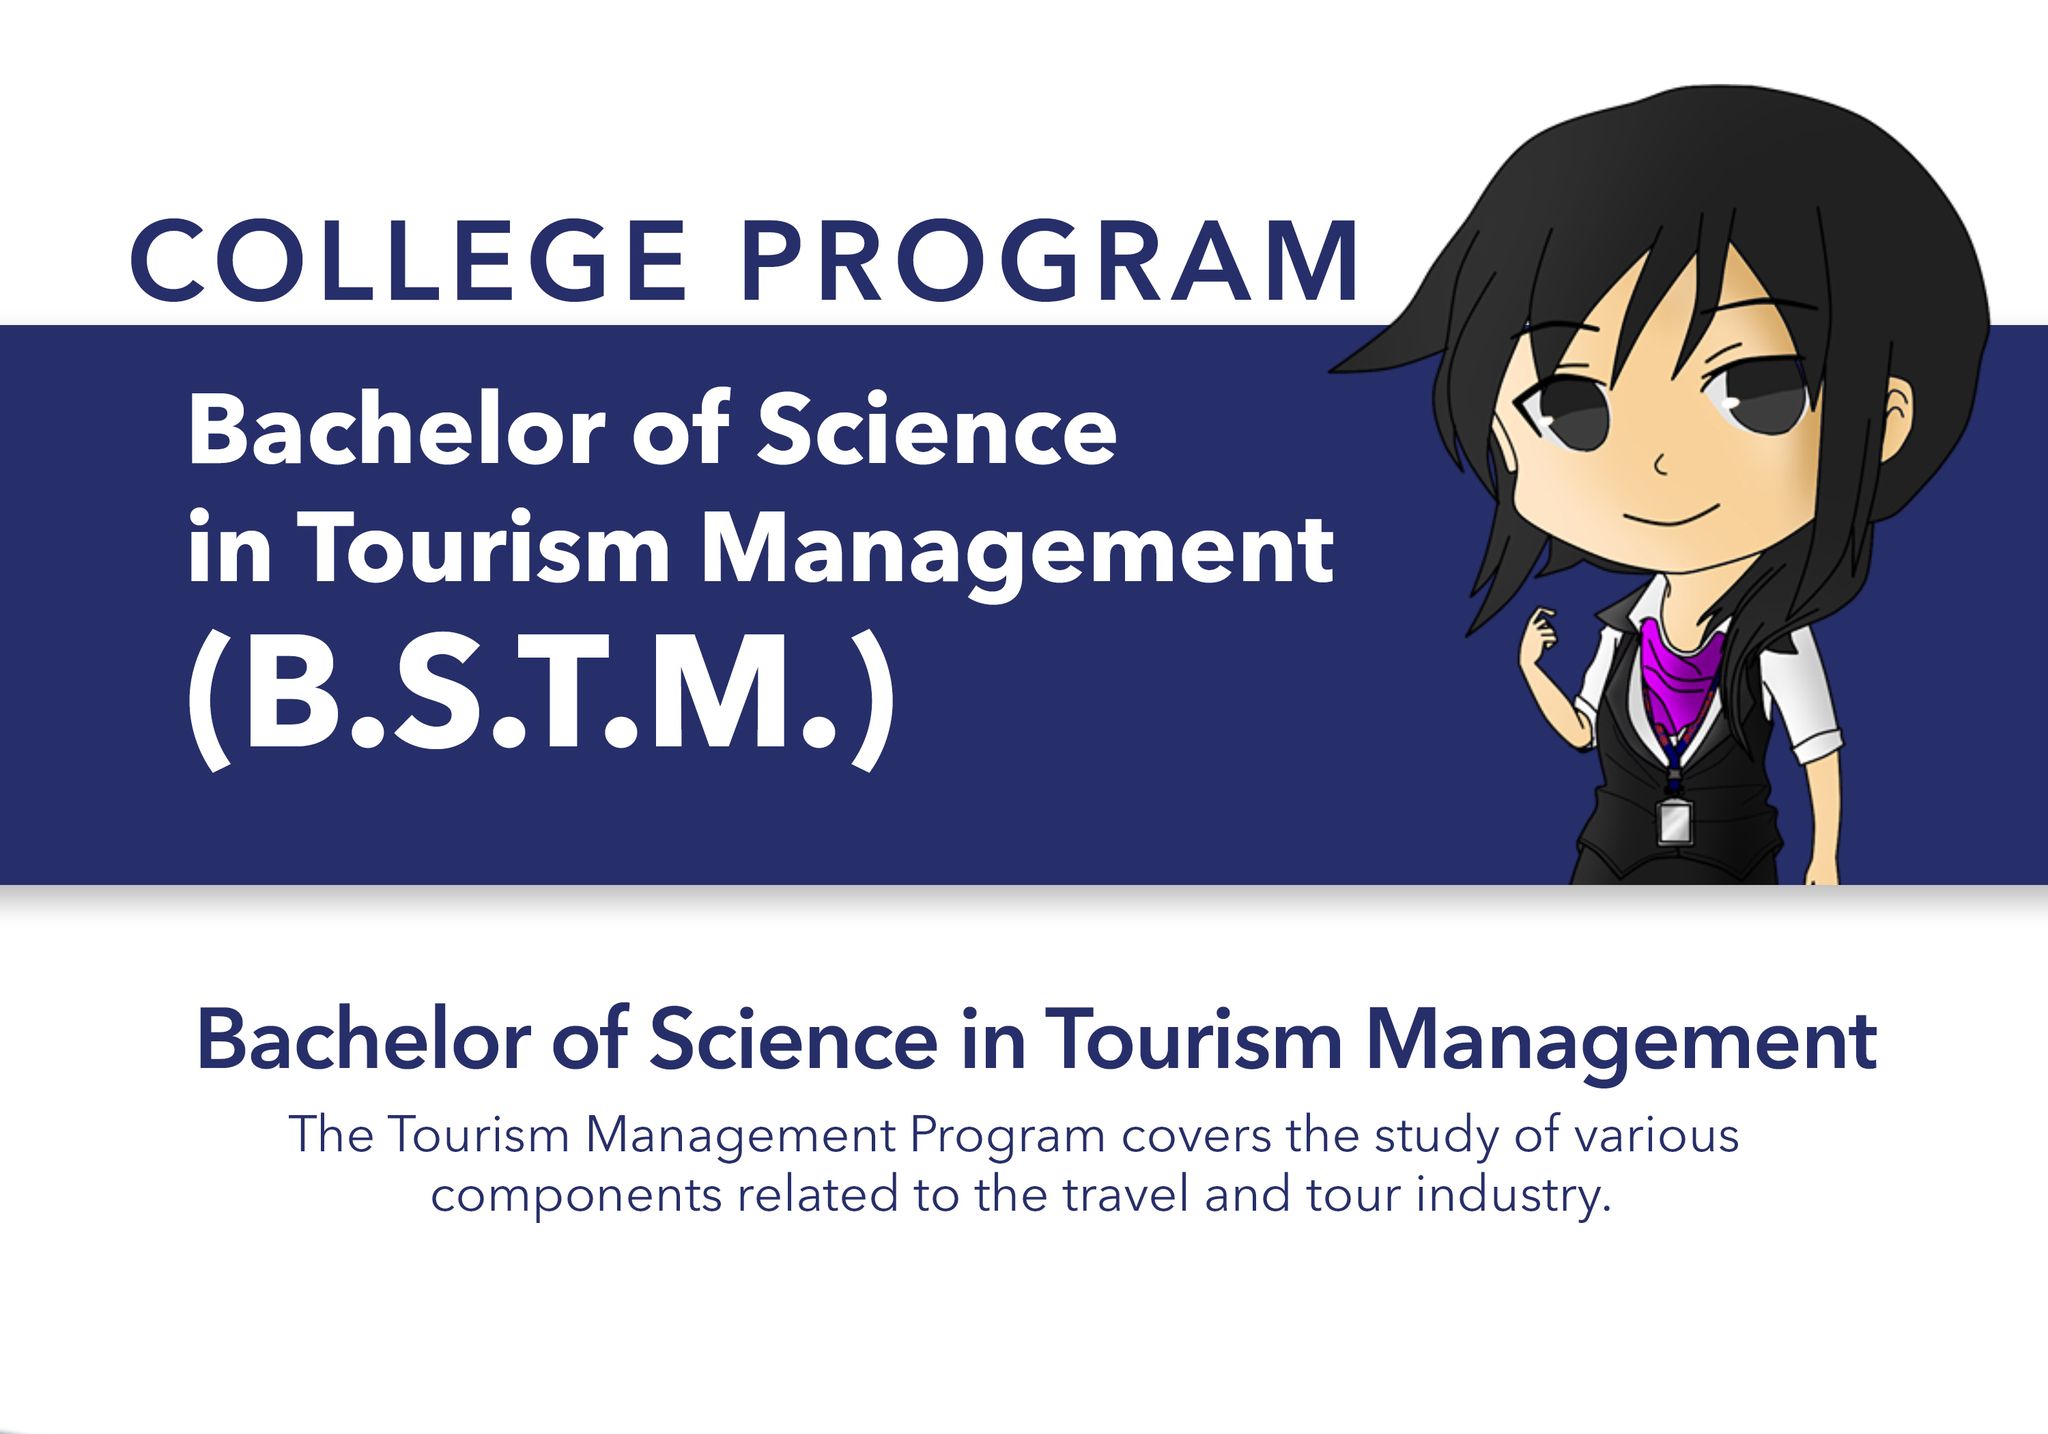 COLLEGE PROGRAM
Bachelor of Science
in Tourism Management
(B.S.T.M.)
Bachelor of Science in Tourism Management
The Tourism Management Program covers the study of various
components related to the travel and tour industry.